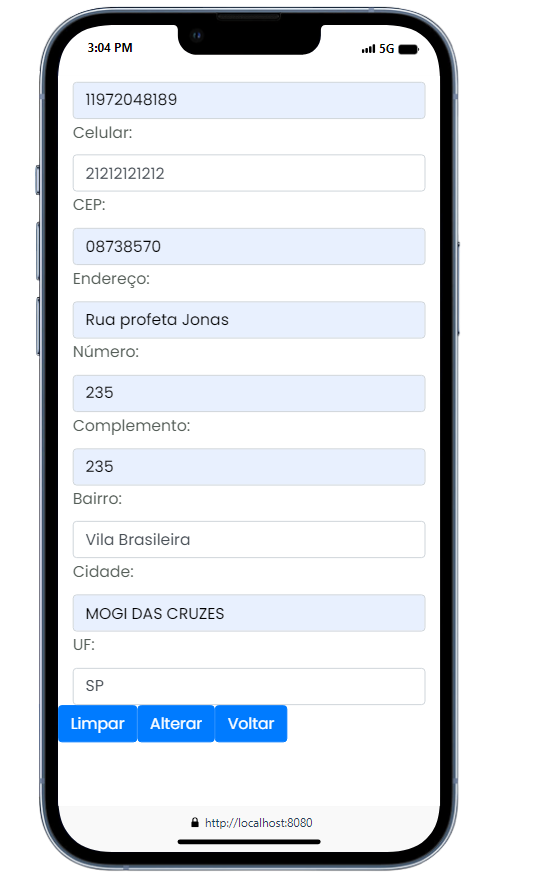 3:04 PM 5G
11972048189
Celular:
21212121212
CEP:
08738570
Endereço:
Rua profeta Jonas
Número:
235
Complemento:
235
Bairro:
Vila Brasileira
Cidade:
MOGI DAS CRUZES
UF:
SP
Limpar Alterar Voltar
http://localhost:8080